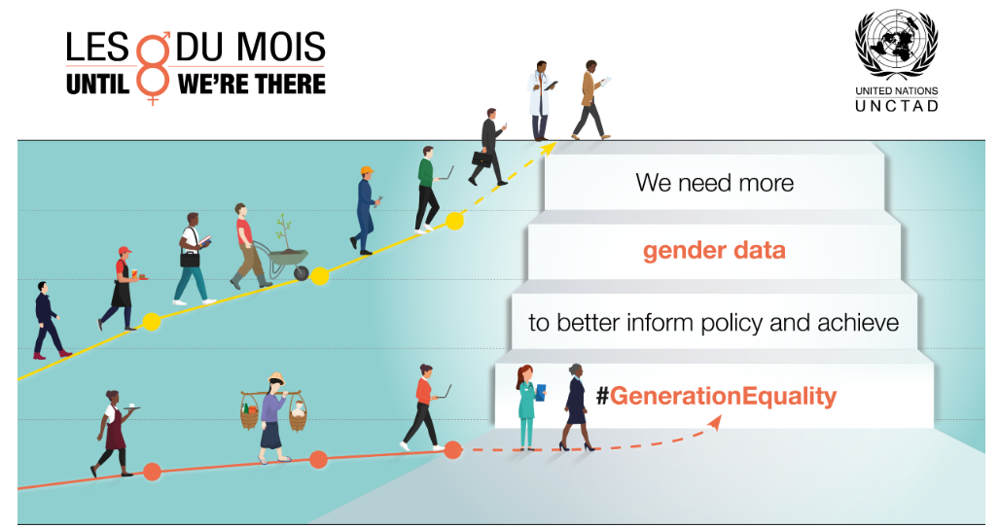 LES 8 DU MOIS
UNTIL WE'RE THERE
UNITED NATIONS
UNCTAD
We need more
gender data
to better inform policy and achieve
#GenerationEquality